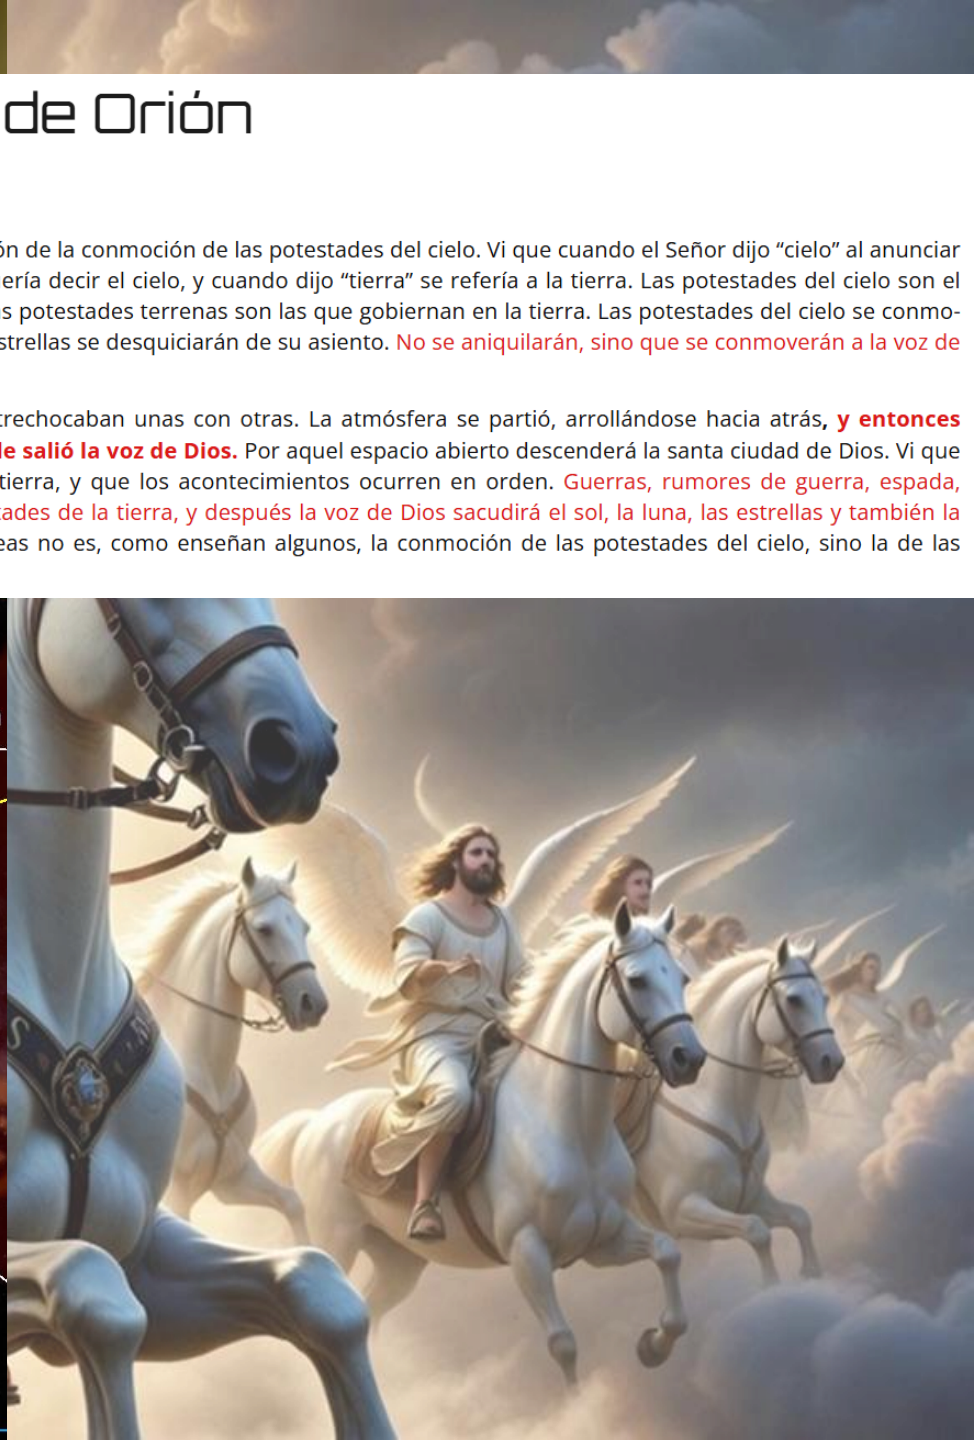 de Orión
ón de la conmoción de las potestades del cielo. Vi que cuando el Señor dijo “cielo” al anunciar
ería decir el cielo, y cuando dijo “tierra” se refería a la tierra. Las potestades del cielo son el
s potestades terrenas son las que gobiernan en la tierra. Las potestades del cielo se conmo-
strellas se desquiciarán de su asiento. No se aniquilarán, sino que se conmoverán a la voz de
trechocaban unas con otras. La atmósfera se partió, arrollándose hacia atrás, y entonces
de salió la voz de Dios. Por aquel espacio abierto descenderá la santa ciudad de Dios. Vi que
tierra, y que los acontecimientos ocurren en orden. Guerras, rumores de guerra, espada,
tades de la tierra, y después la voz de Dios sacudirá el sol, la luna, las estrellas y también la
eas no es, como enseñan algunos, la conmoción de las potestades del cielo, sino la de las